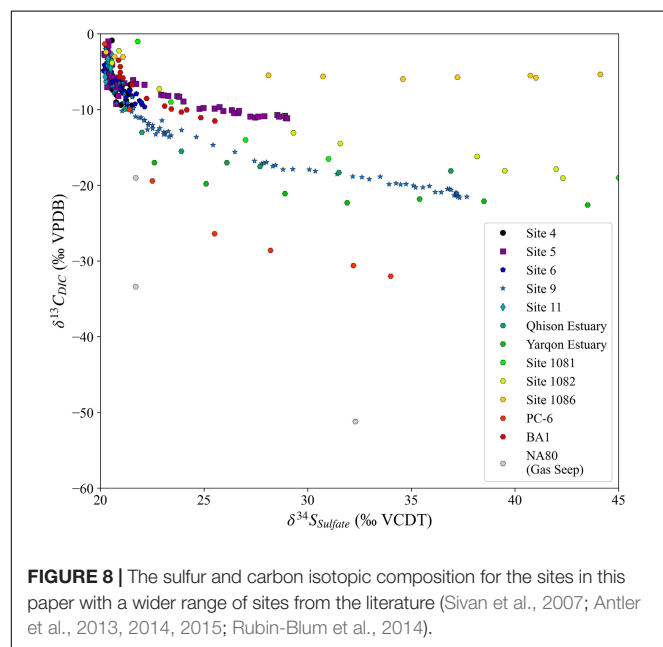 0
−10
−20
−30
−40
−50
−60
20
25
30
35
40
45
δ¹³C_DIC (‰ VPDB)
δ³⁴S_Sulfate (‰ VCDT)
Site 4
Site 5
Site 6
Site 9
Site 11
Qhison Estuary
Yarqon Estuary
Site 1081
Site 1082
Site 1086
PC-6
BA1
NA80
(Gas Seep)
FIGURE 8 | The sulfur and carbon isotopic composition for the sites in this
paper with a wider range of sites from the literature (Sivan et al., 2007; Antler
et al., 2013, 2014, 2015; Rubin-Blum et al., 2014).